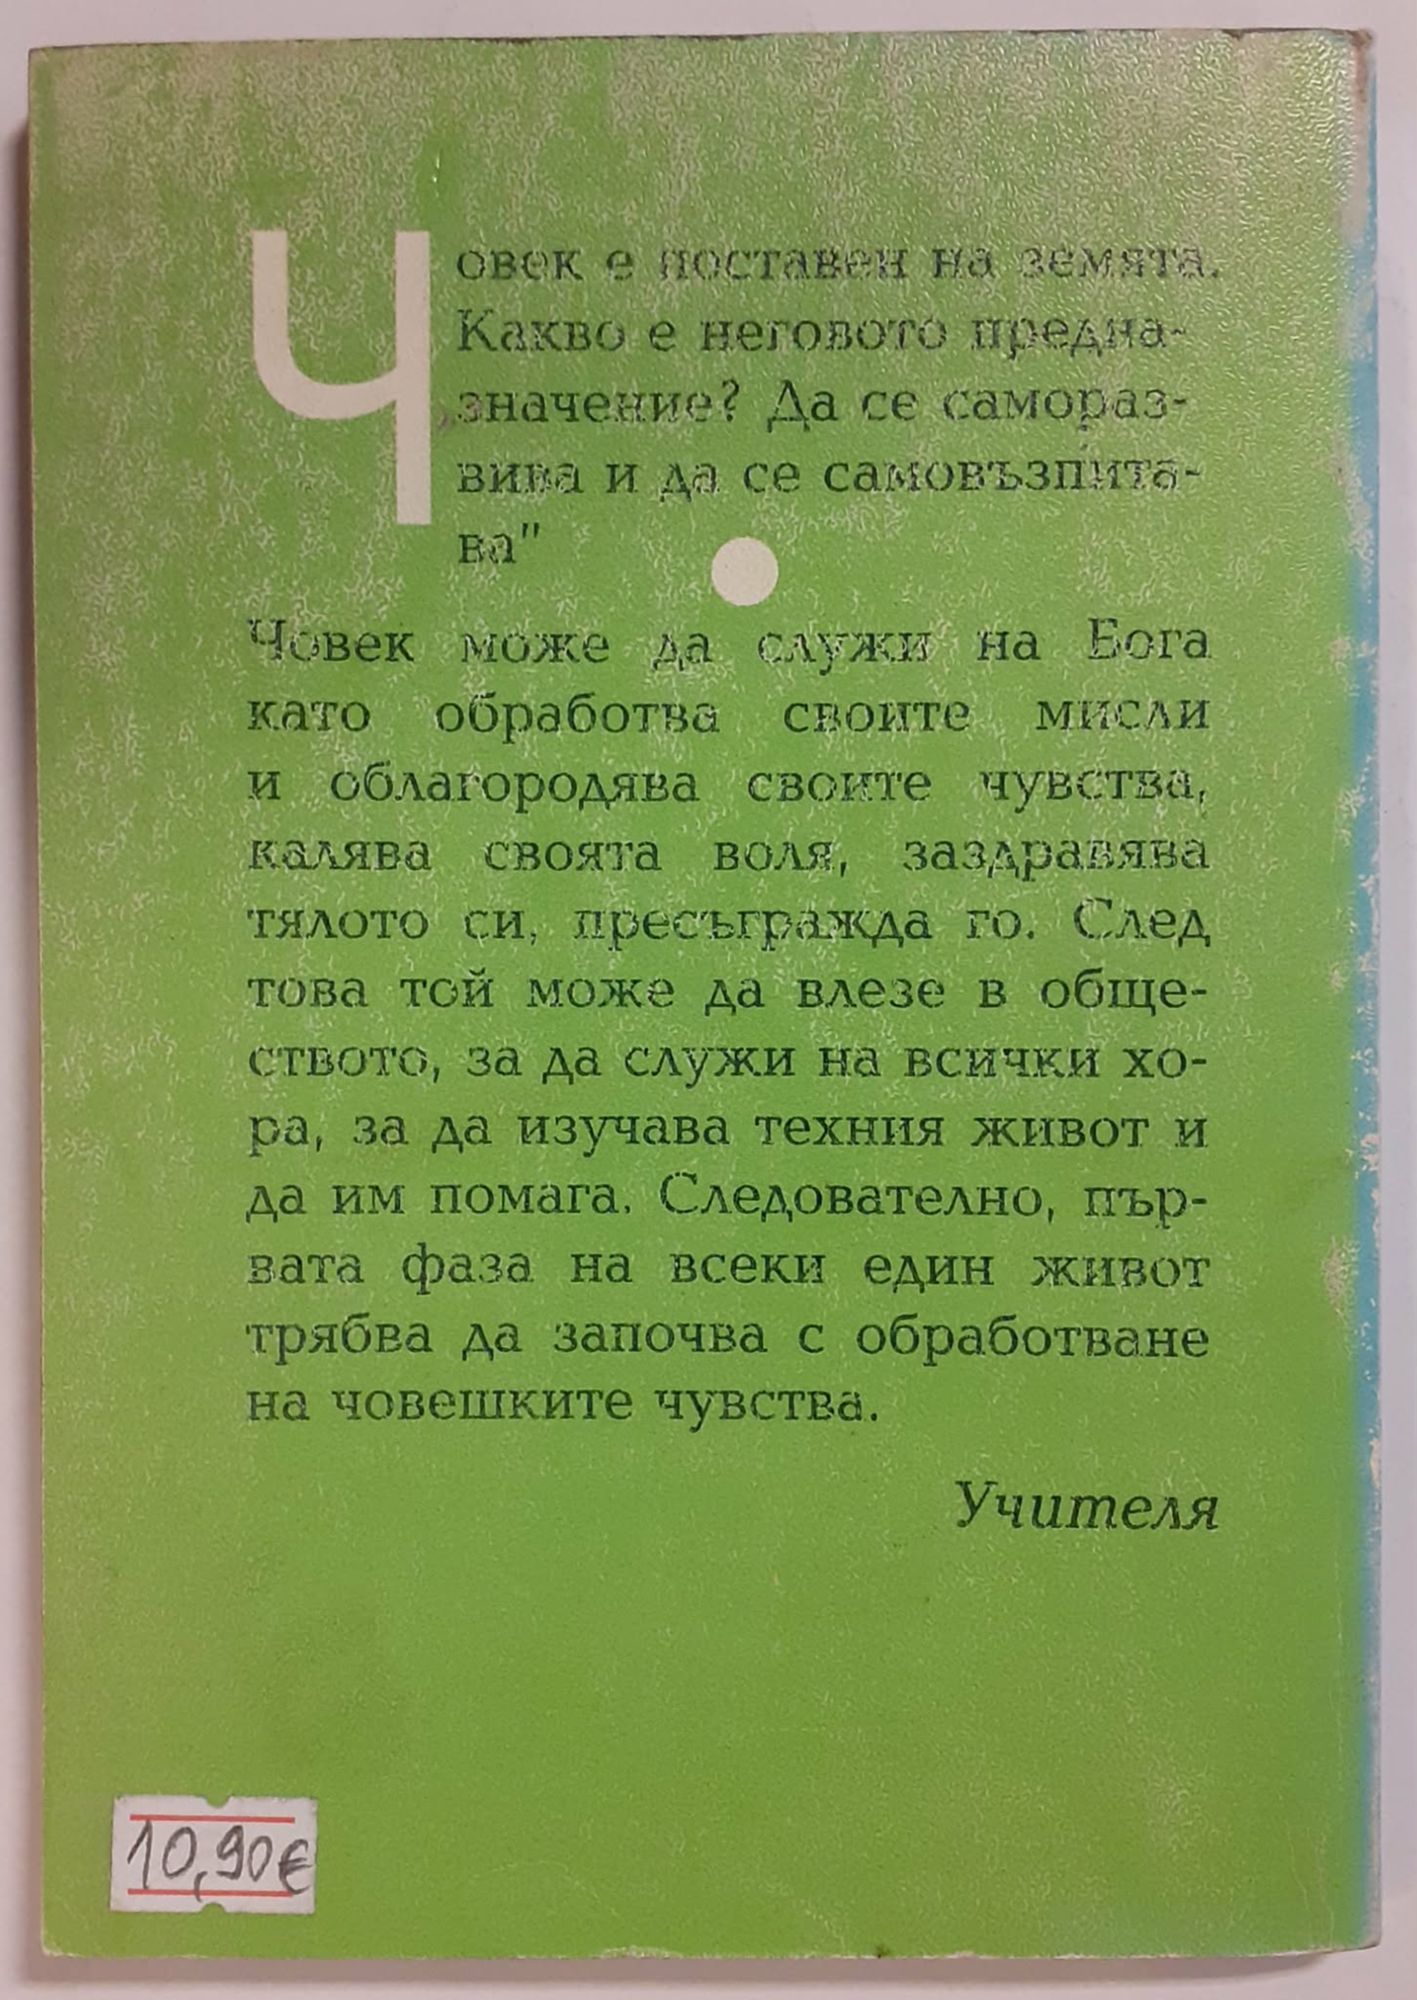 Човек е поставен на земята.
Какво е неговото предна-
значение? Да се самораз-
вива и да се самовъзпита-
ва"
Човек може да служи на Бога
като обработва своите мисли
и облагородява своите чувства,
калява своята воля, заздравява
тялото си, пресъгражда го. След
това той може да влезе в обще-
ството, за да служи на всички хо-
ра, за да изучава техния живот и
да им помага. Следователно, пър-
вата фаза на всеки един живот
трябва да започва с обработване
на човешките чувства.
Учителя
10,90€